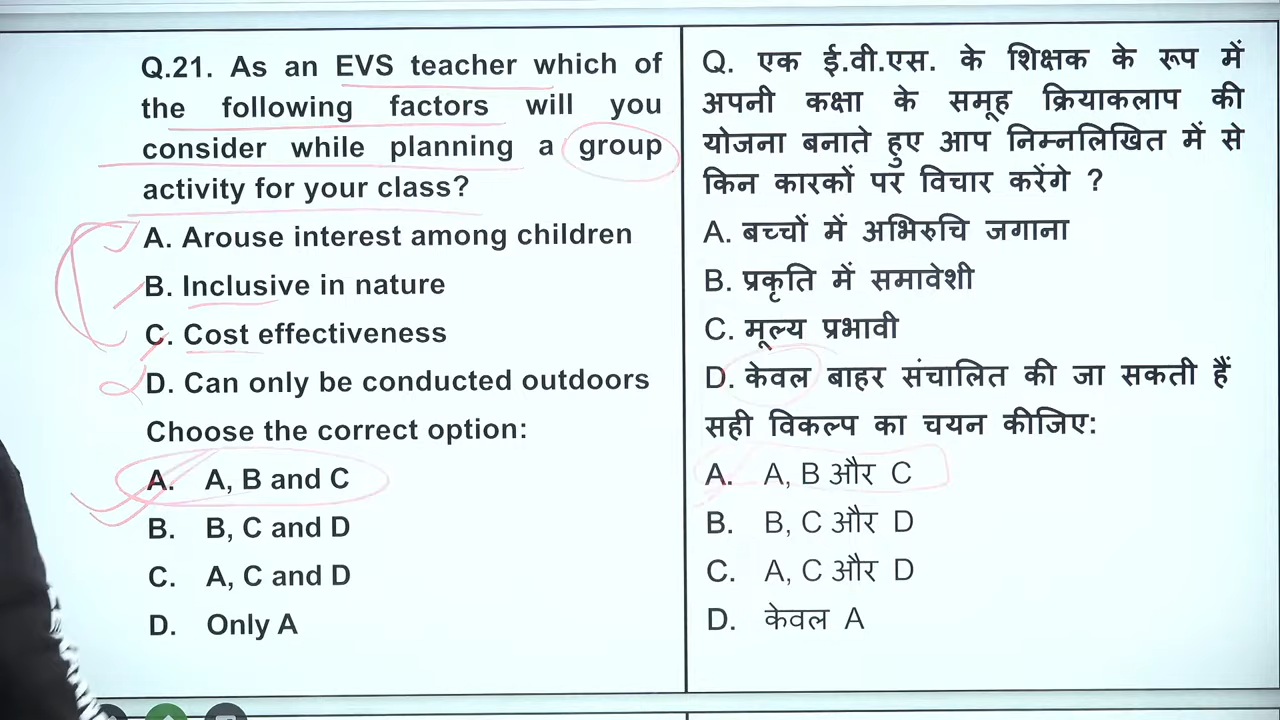 Q.21. As an EVS teacher which of
the following factors will you
consider while planning a group
activity for your class?
A. Arouse interest among children
B. Inclusive in nature
C. Cost effectiveness
D. Can only be conducted outdoors
Choose the correct option:
A. A, B and C
B. B, C and D
C. A, C and D
D. Only A
Q. एक ई.वी.एस. के शिक्षक के रूप में
अपनी कक्षा के समूह क्रियाकलाप की
योजना बनाते हुए आप निम्नलिखित में से
किन कारकों पर विचार करेंगे ?
A. बच्चों में अभिरुचि जगाना
B. प्रकृति में समावेशी
C. मूल्य प्रभावी
D. केवल बाहर संचालित की जा सकती हैं
सही विकल्प का चयन कीजिए:
A. A, B और C
B. B, C और D
C. A, C और D
D. केवल A